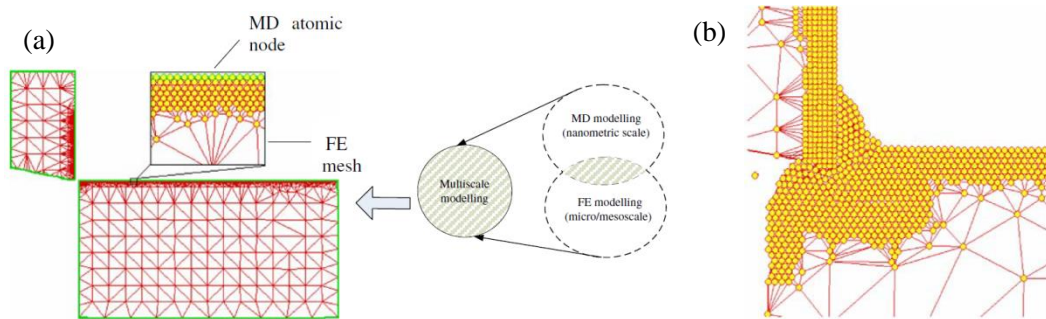 (a)
MD atomic
node
FE
mesh
Multiscale
modelling
MD modelling
(nanometric scale)
FE modelling
(micro/mesoscale)
(b)